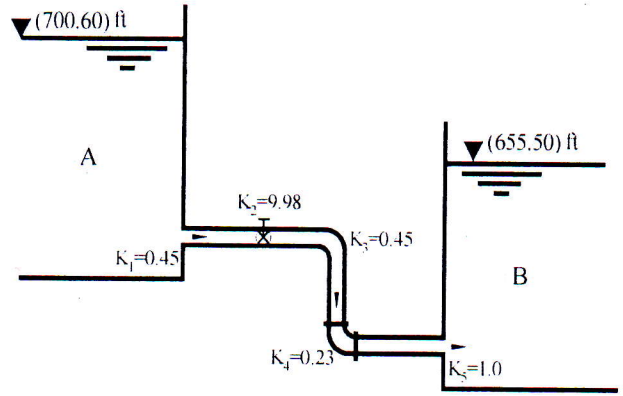 (700.60) ft
(655.50) ft
A
K2=9.98
K3=0.45
K1=0.45
B
K4=0.23
K5=1.0